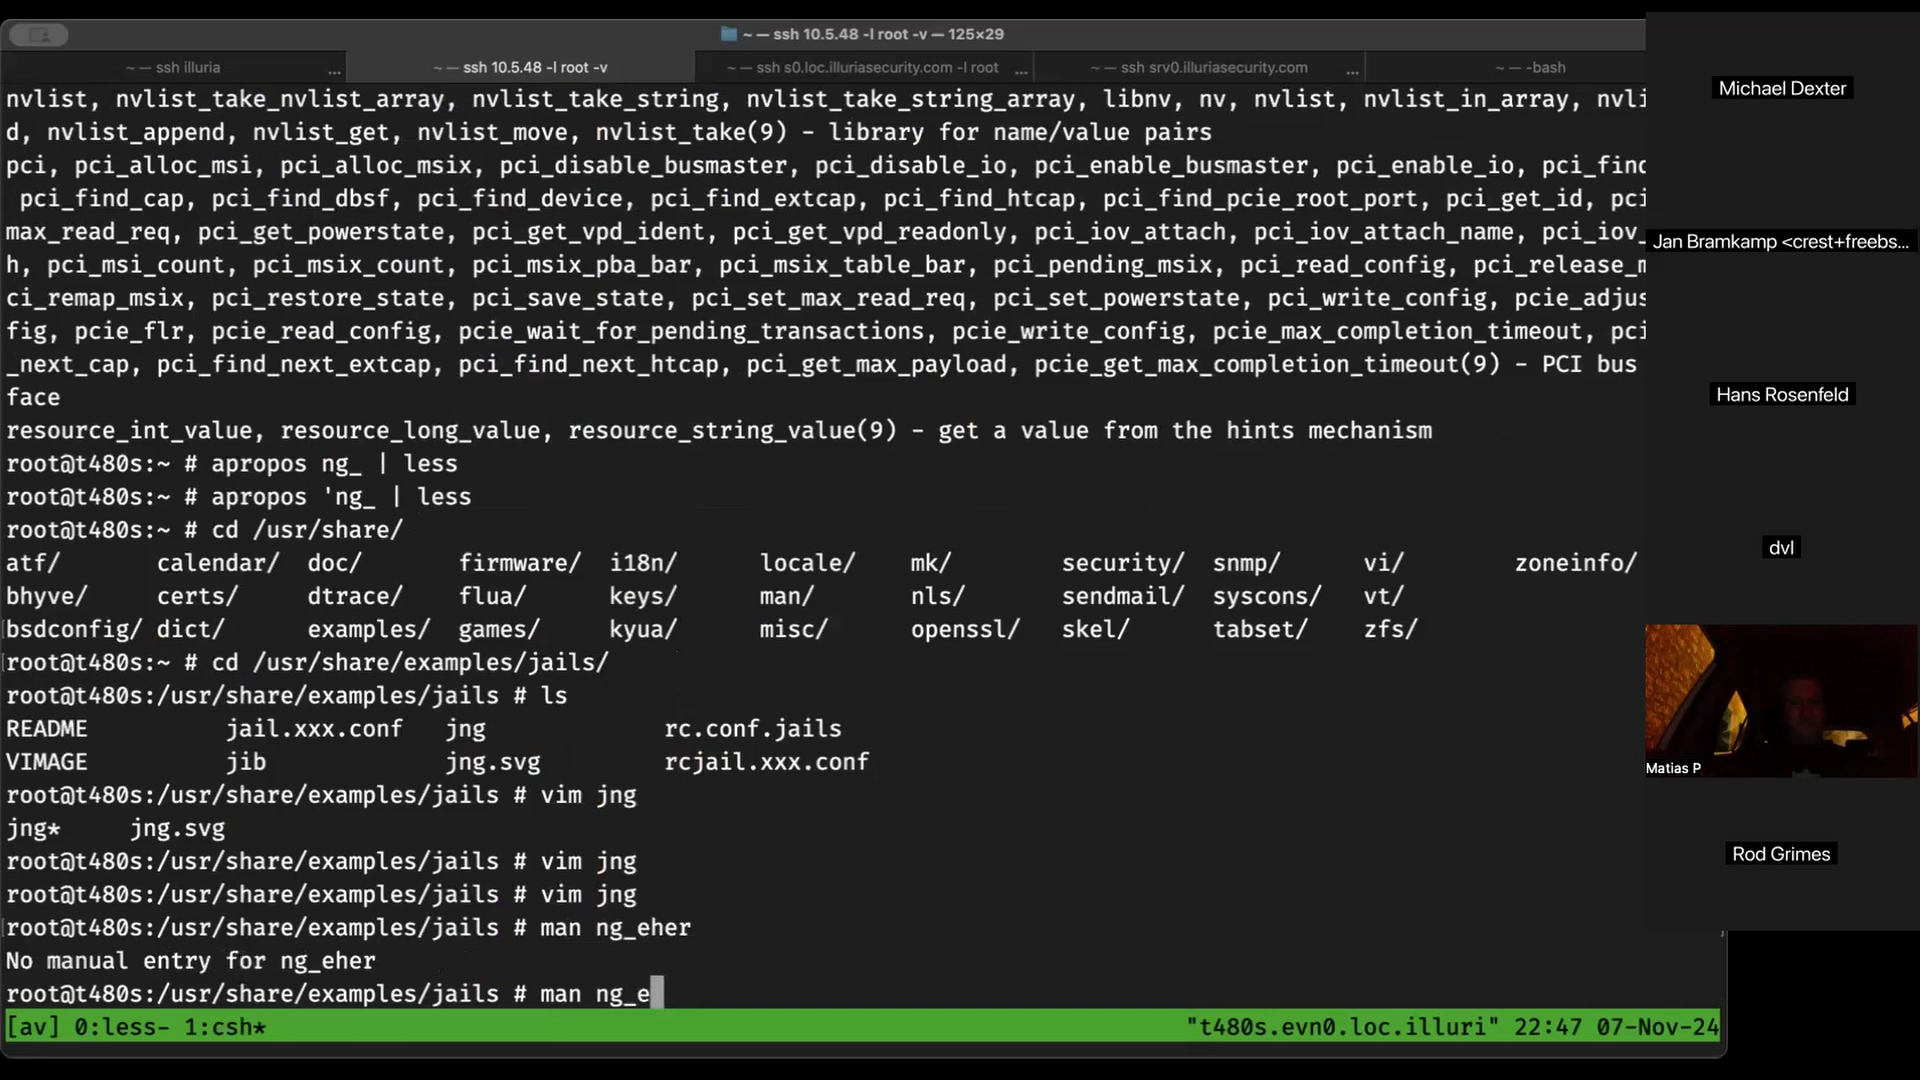 ~ — ssh 10.5.48 -l root -v — 125×29
~ — ssh illuria ...
~ — ssh 10.5.48 -l root -v
~ — ssh s0.loc.illuriasecurity.com -l root ...
~ — ssh srv0.illuriasecurity.com ...
~ — -bash
nvlist, nvlist_take_nvlist_array, nvlist_take_string, nvlist_take_string_array, libnv, nv, nvlist, nvlist_in_array, nvli
d, nvlist_append, nvlist_get, nvlist_move, nvlist_take(9) - library for name/value pairs
pci, pci_alloc_msi, pci_alloc_msix, pci_disable_busmaster, pci_disable_io, pci_enable_busmaster, pci_enable_io, pci_find
pci_find_cap, pci_find_dbsf, pci_find_device, pci_find_extcap, pci_find_htcap, pci_find_pcie_root_port, pci_get_id, pci
max_read_req, pci_get_powerstate, pci_get_vpd_ident, pci_get_vpd_readonly, pci_iov_attach, pci_iov_attach_name, pci_iov_
h, pci_msi_count, pci_msix_count, pci_msix_pba_bar, pci_msix_table_bar, pci_pending_msix, pci_read_config, pci_release_m
ci_remap_msix, pci_restore_state, pci_save_state, pci_set_max_read_req, pci_set_powerstate, pci_write_config, pcie_adjus
fig, pcie_flr, pcie_read_config, pcie_wait_for_pending_transactions, pcie_write_config, pcie_max_completion_timeout, pci
_next_cap, pci_find_next_extcap, pci_find_next_htcap, pci_get_max_payload, pcie_get_max_completion_timeout(9) - PCI bus
face
resource_int_value, resource_long_value, resource_string_value(9) - get a value from the hints mechanism
root@t480s:~ # apropos ng_ | less
root@t480s:~ # apropos 'ng_ | less
root@t480s:~ # cd /usr/share/
atf/ calendar/ doc/ firmware/ i18n/ locale/ mk/ security/ snmp/ vi/ zoneinfo/
bhyve/ certs/ dtrace/ flua/ keys/ man/ nls/ sendmail/ syscons/ vt/
bsdconfig/ dict/ examples/ games/ kyua/ misc/ openssl/ skel/ tabset/ zfs/
root@t480s:~ # cd /usr/share/examples/jails/
root@t480s:/usr/share/examples/jails # ls
README jail.xxx.conf jng rc.conf.jails
VIMAGE jib jng.svg rcjail.xxx.conf
root@t480s:/usr/share/examples/jails # vim jng
jng* jng.svg
root@t480s:/usr/share/examples/jails # vim jng
root@t480s:/usr/share/examples/jails # vim jng
root@t480s:/usr/share/examples/jails # man ng_eher
No manual entry for ng_eher
root@t480s:/usr/share/examples/jails # man ng_e
[av] 0:less- 1:csh* "t480s.evn0.loc.illuri" 22:47 07-Nov-24
Michael Dexter
Jan Bramkamp <crest+freebs...
Hans Rosenfeld
dvl
Matias P
Rod Grimes